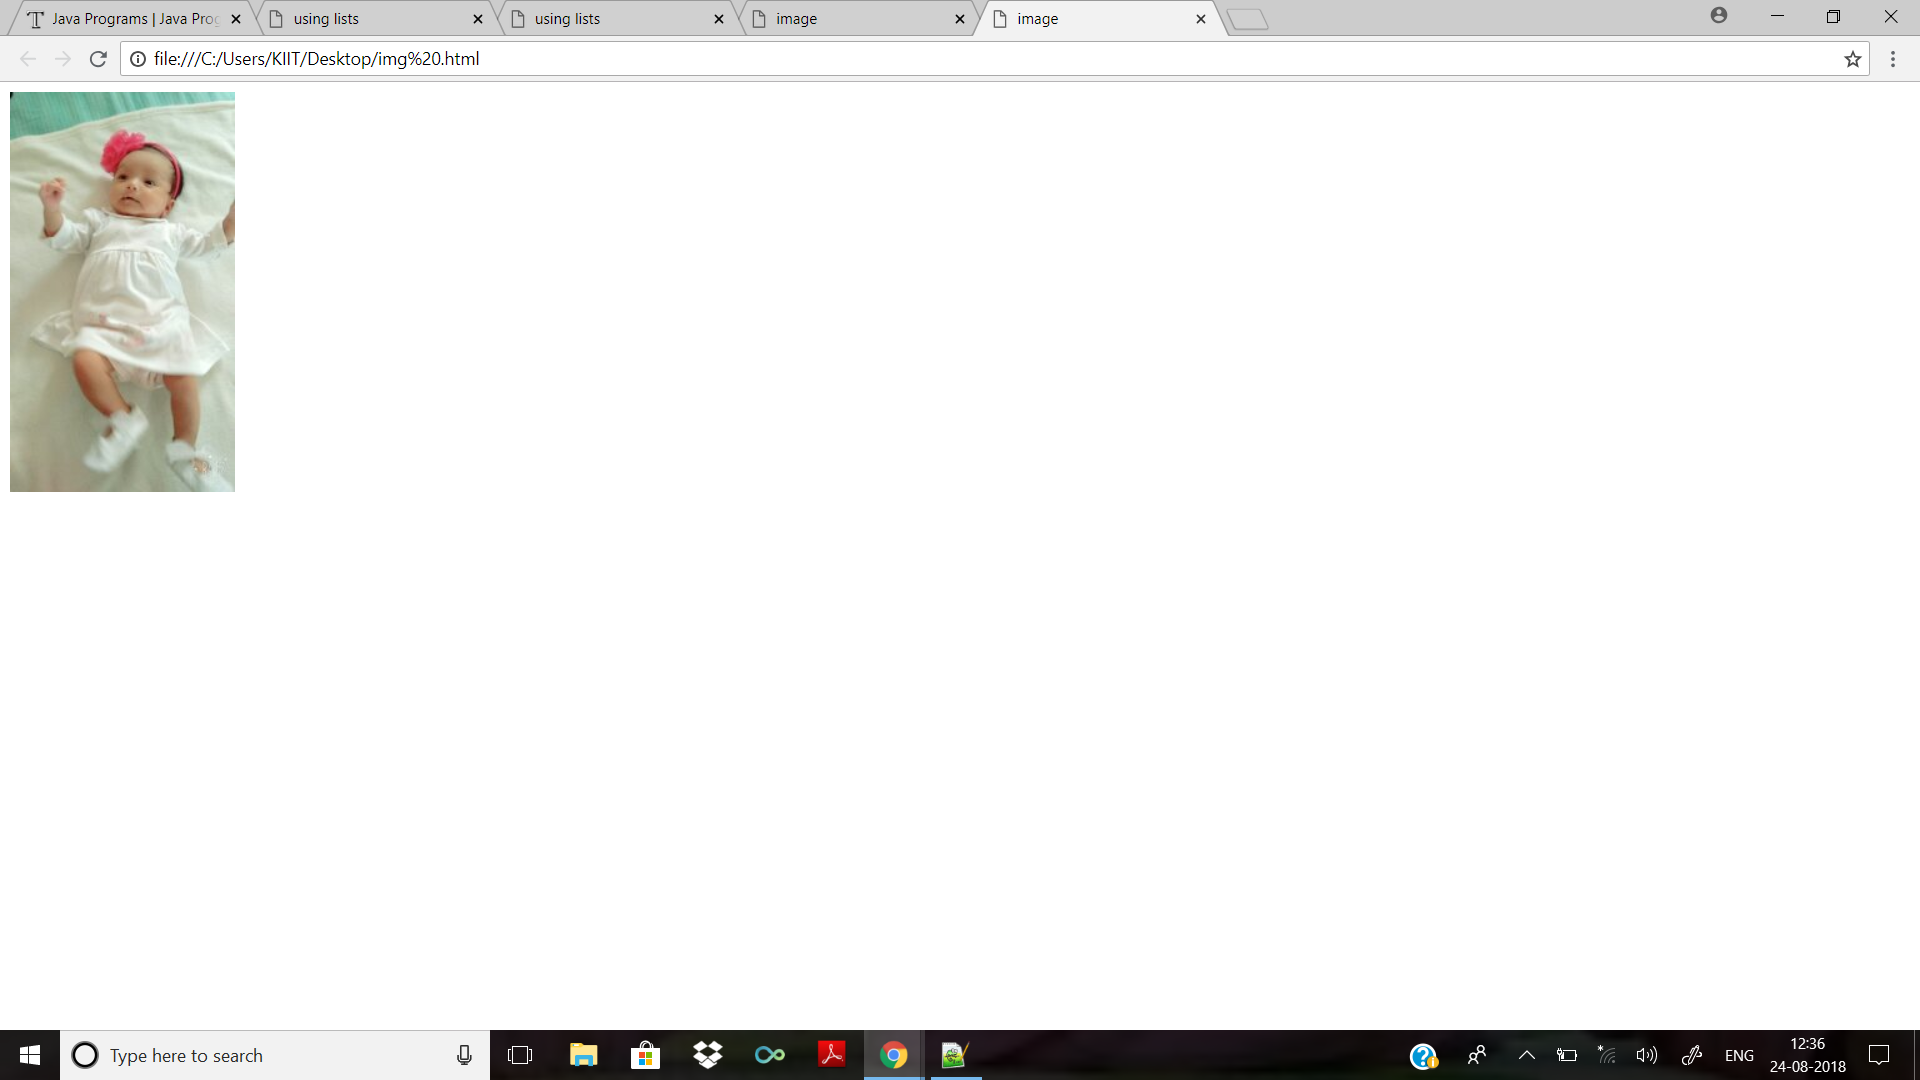 Java Programs | Java Prog
using lists
using lists
image
image
file:///C:/Users/KIIT/Desktop/img%20.html
Type here to search
ENG
12:36
24-08-2018